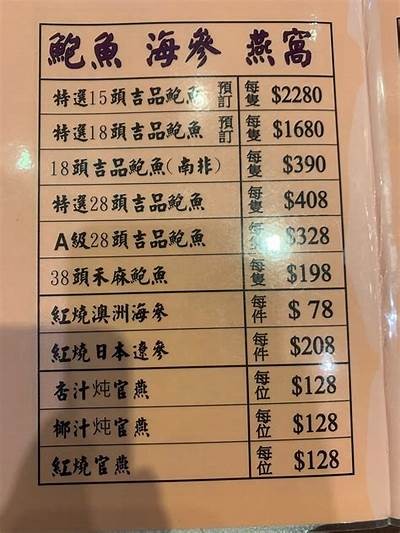 鮑魚 海參 燕窩
特選15頭吉品鮑魚 預訂 每隻 $2280
特選18頭吉品鮑魚 預訂 每隻 $1680
18頭吉品鮑魚(南非) 每隻 $390
特選28頭吉品鮑魚 每隻 $408
A級28頭吉品鮑魚 每隻 $328
38頭禾麻鮑魚 每隻 $198
紅燒澳洲海參 每件 $78
紅燒日本遼參 每件 $208
杏汁炖官燕 每位 $128
椰汁炖官燕 每位 $128
紅燒官燕 每位 $128